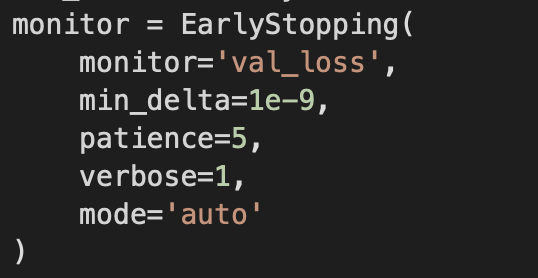 monitor = EarlyStopping(
    monitor='val_loss',
    min_delta=1e-9,
    patience=5,
    verbose=1,
    mode='auto'
)